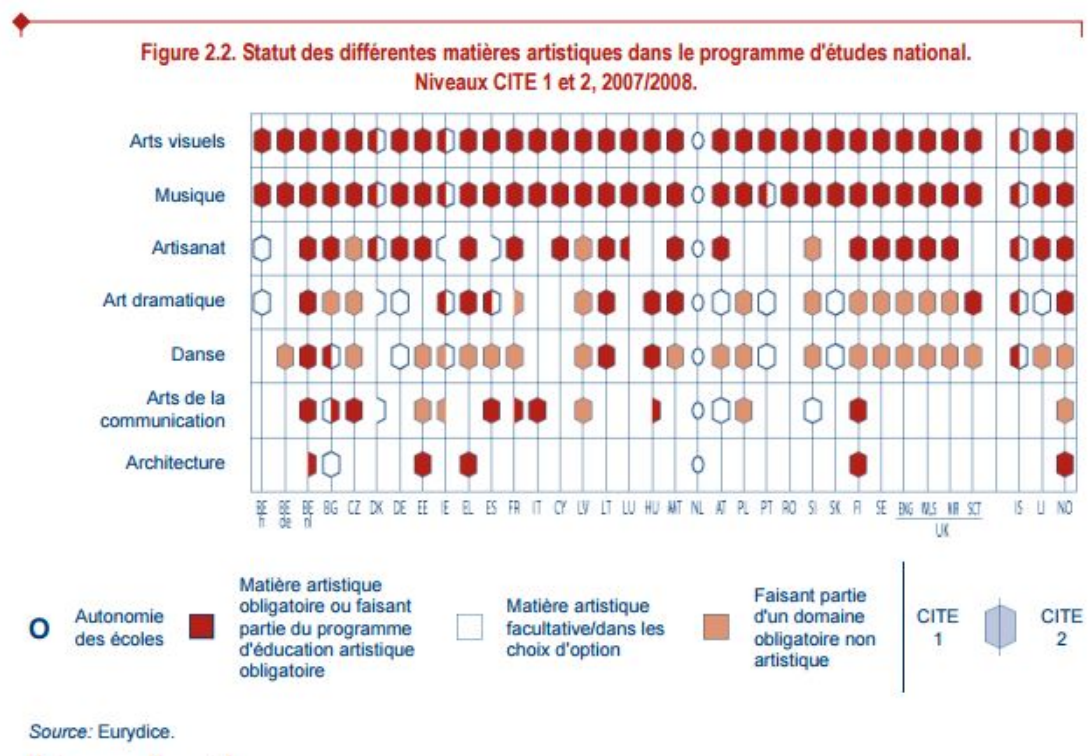 Figure 2.2. Statut des différentes matières artistiques dans le programme d'études national.
Niveaux CITE 1 et 2, 2007/2008.
Arts visuels
Musique
Artisanat
Art dramatique
Danse
Arts de la
communication
Architecture
BE BE BE BG CZ DK DE EE IE EL ES FR IT CY LV LT LU HU MT NL AT PL PT RO SI SK FI SE ENG WLS NIR SCT IS LI NO
fr de nl
UK
O
Autonomie
des écoles
Matière artistique
obligatoire ou faisant
partie du programme
d'éducation artistique
obligatoire
Matière artistique
facultative/dans les
choix d'option
Faisant partie
d'un domaine
obligatoire non
artistique
CITE
1
CITE
2
Source: Eurydice.